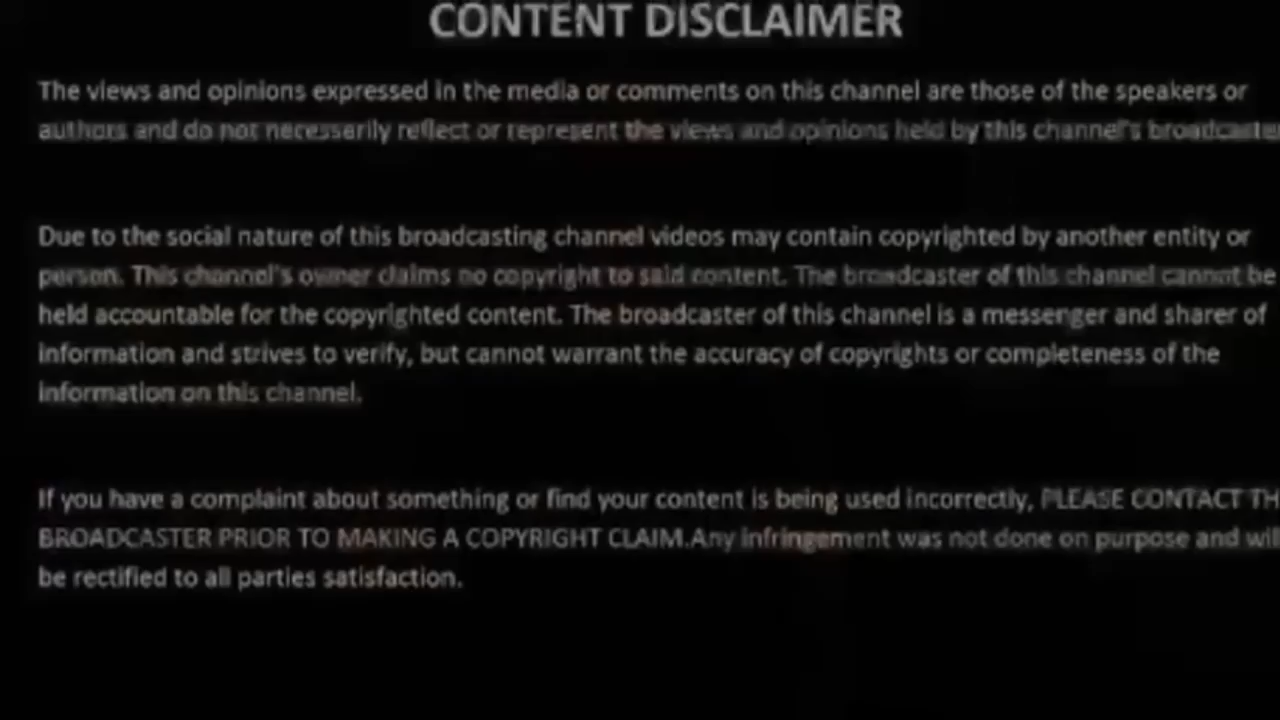 CONTENT DISCLAIMER
The views and opinions expressed in the media or comments on this channel are those of the speakers or
authors and do not necessarily reflect or represent the views and opinions held by this channel's broadcaste
Due to the social nature of this broadcasting channel videos may contain copyrighted by another entity or
person. This channel's owner claims no copyright to said content. The broadcaster of this channel cannot be
held accountable for the copyrighted content. The broadcaster of this channel is a messenger and sharer of
information and strives to verify, but cannot warrant the accuracy of copyrights or completeness of the
information on this channel.
If you have a complaint about something or find your content is being used incorrectly, PLEASE CONTACT TH
BROADCASTER PRIOR TO MAKING A COPYRIGHT CLAIM.Any infringement was not done on purpose and will
be rectified to all parties satisfaction.